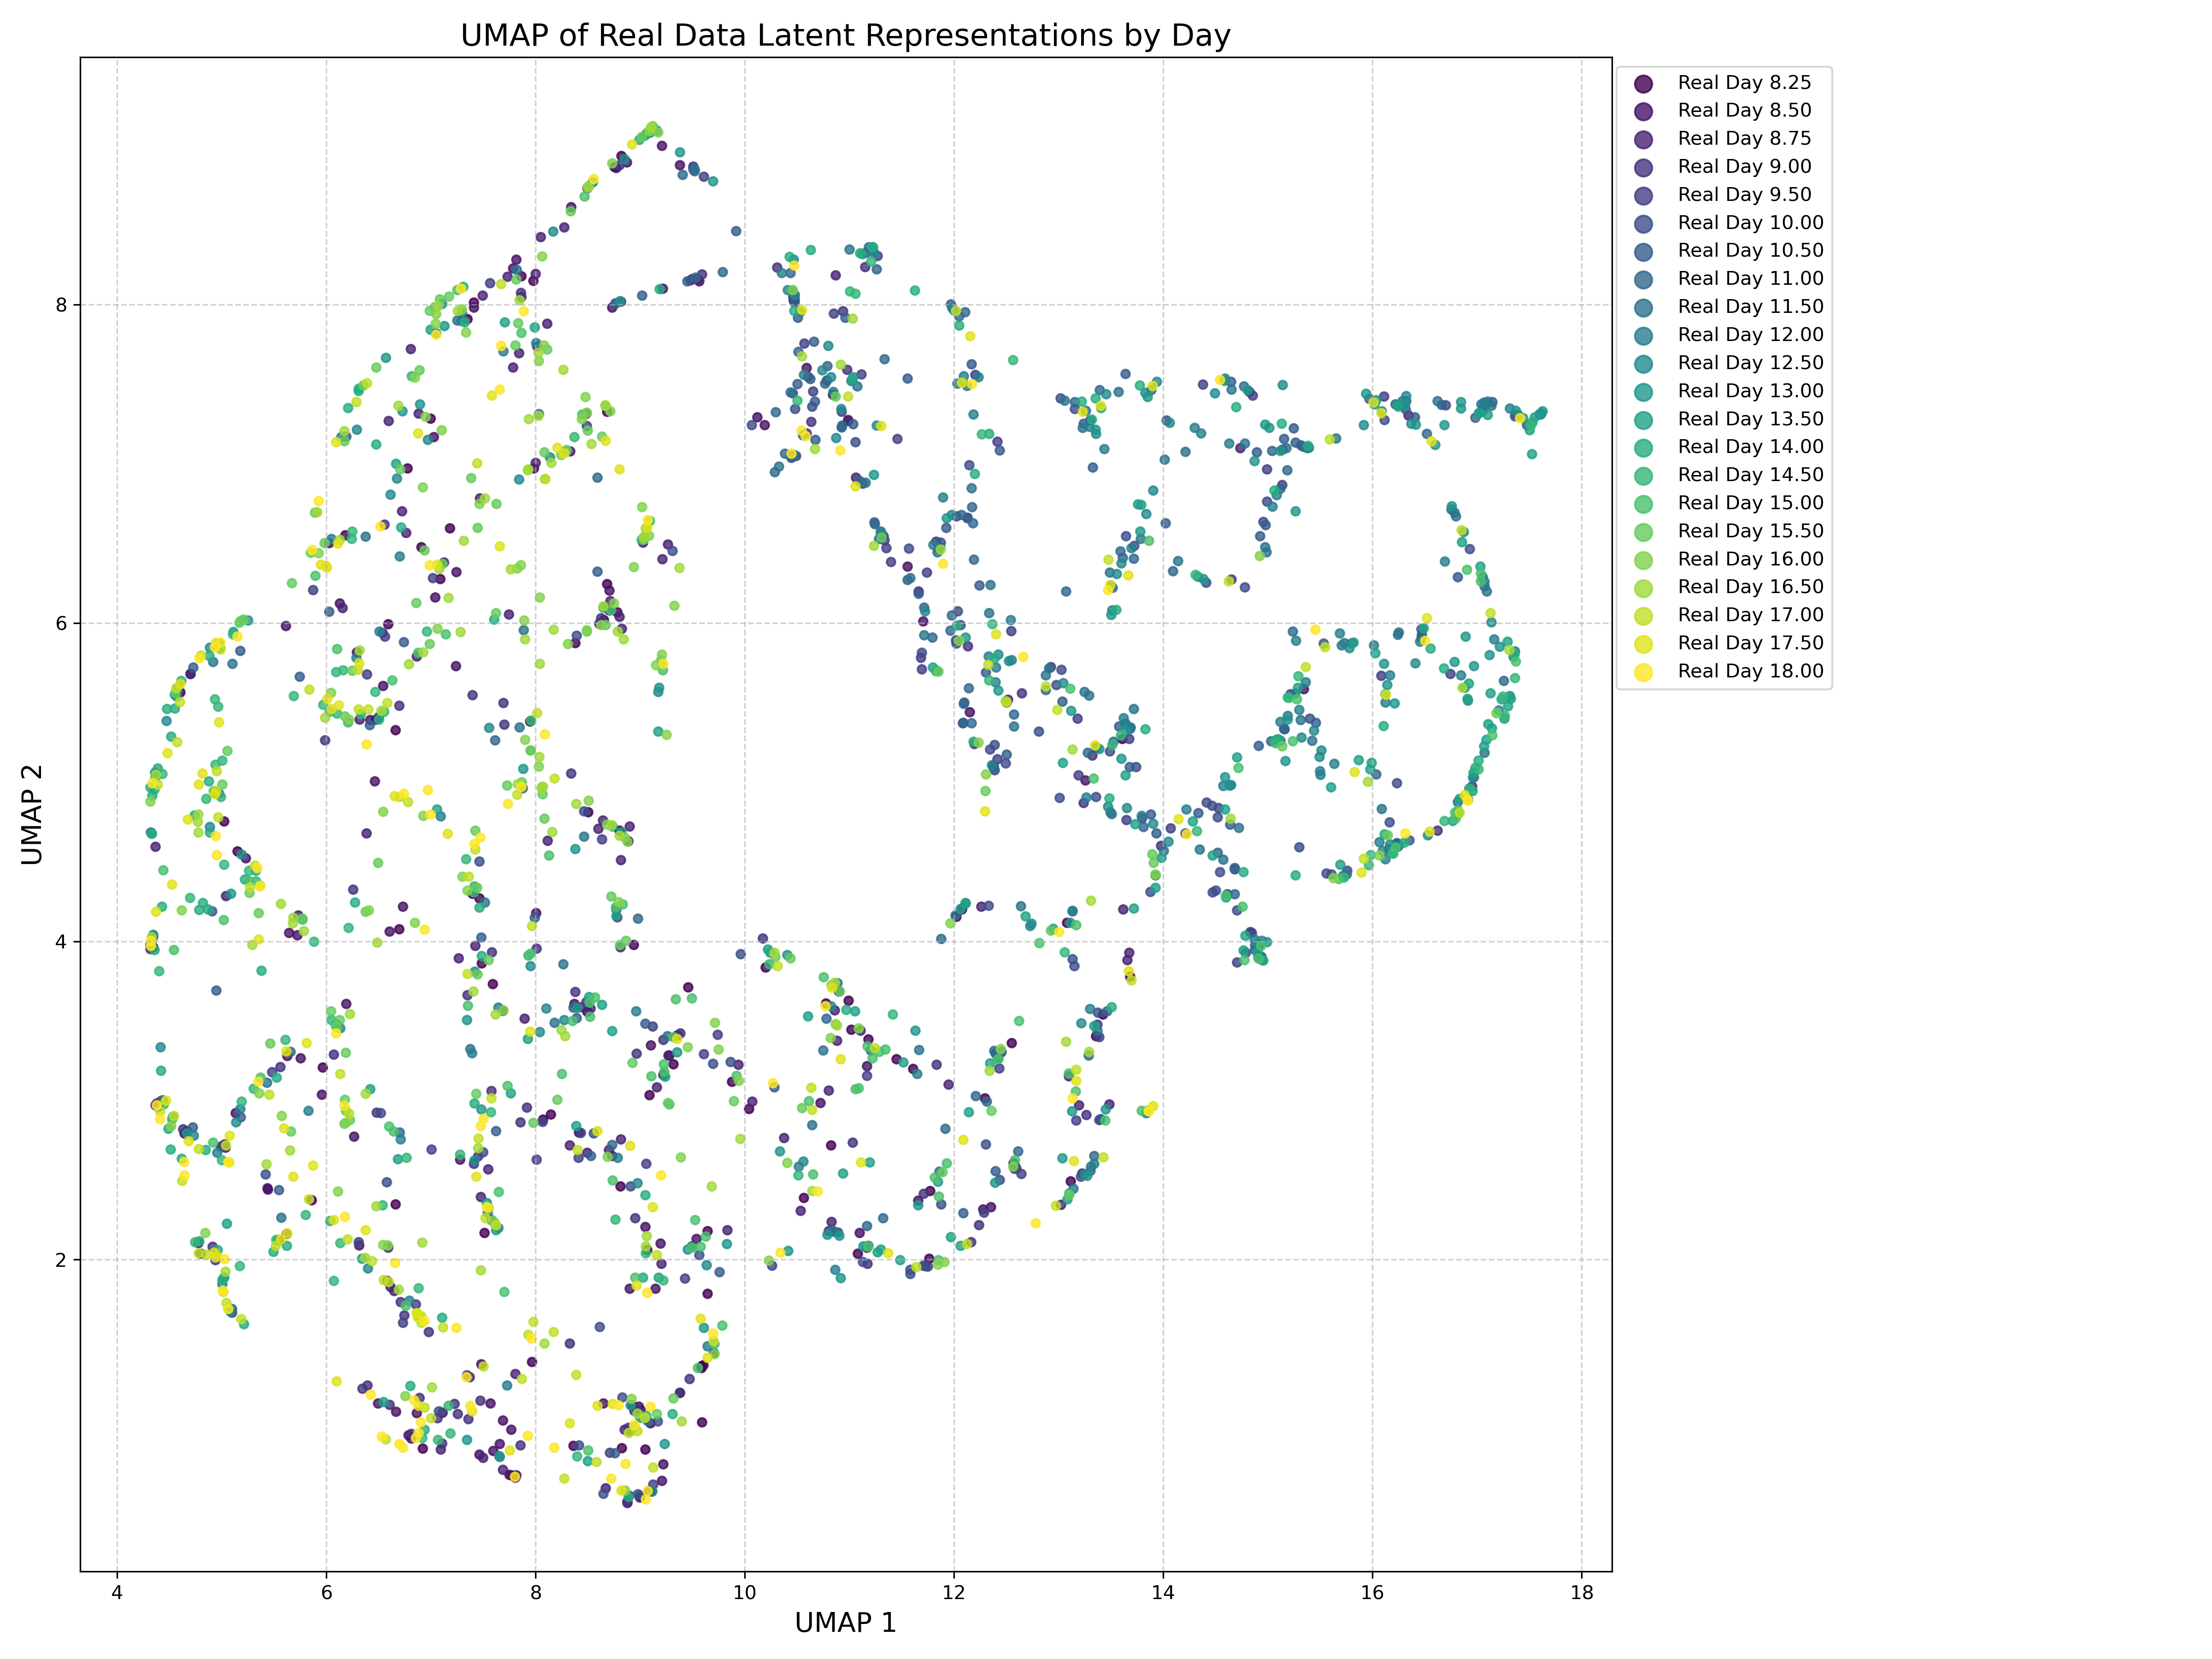 UMAP of Real Data Latent Representations by Day
Real Day 8.25
Real Day 8.50
Real Day 8.75
Real Day 9.00
Real Day 9.50
Real Day 10.00
Real Day 10.50
Real Day 11.00
Real Day 11.50
Real Day 12.00
Real Day 12.50
Real Day 13.00
Real Day 13.50
Real Day 14.00
Real Day 14.50
Real Day 15.00
Real Day 15.50
Real Day 16.00
Real Day 16.50
Real Day 17.00
Real Day 17.50
Real Day 18.00
8
6
4
2
UMAP 2
4 6 8 10 12 14 16 18
UMAP 1